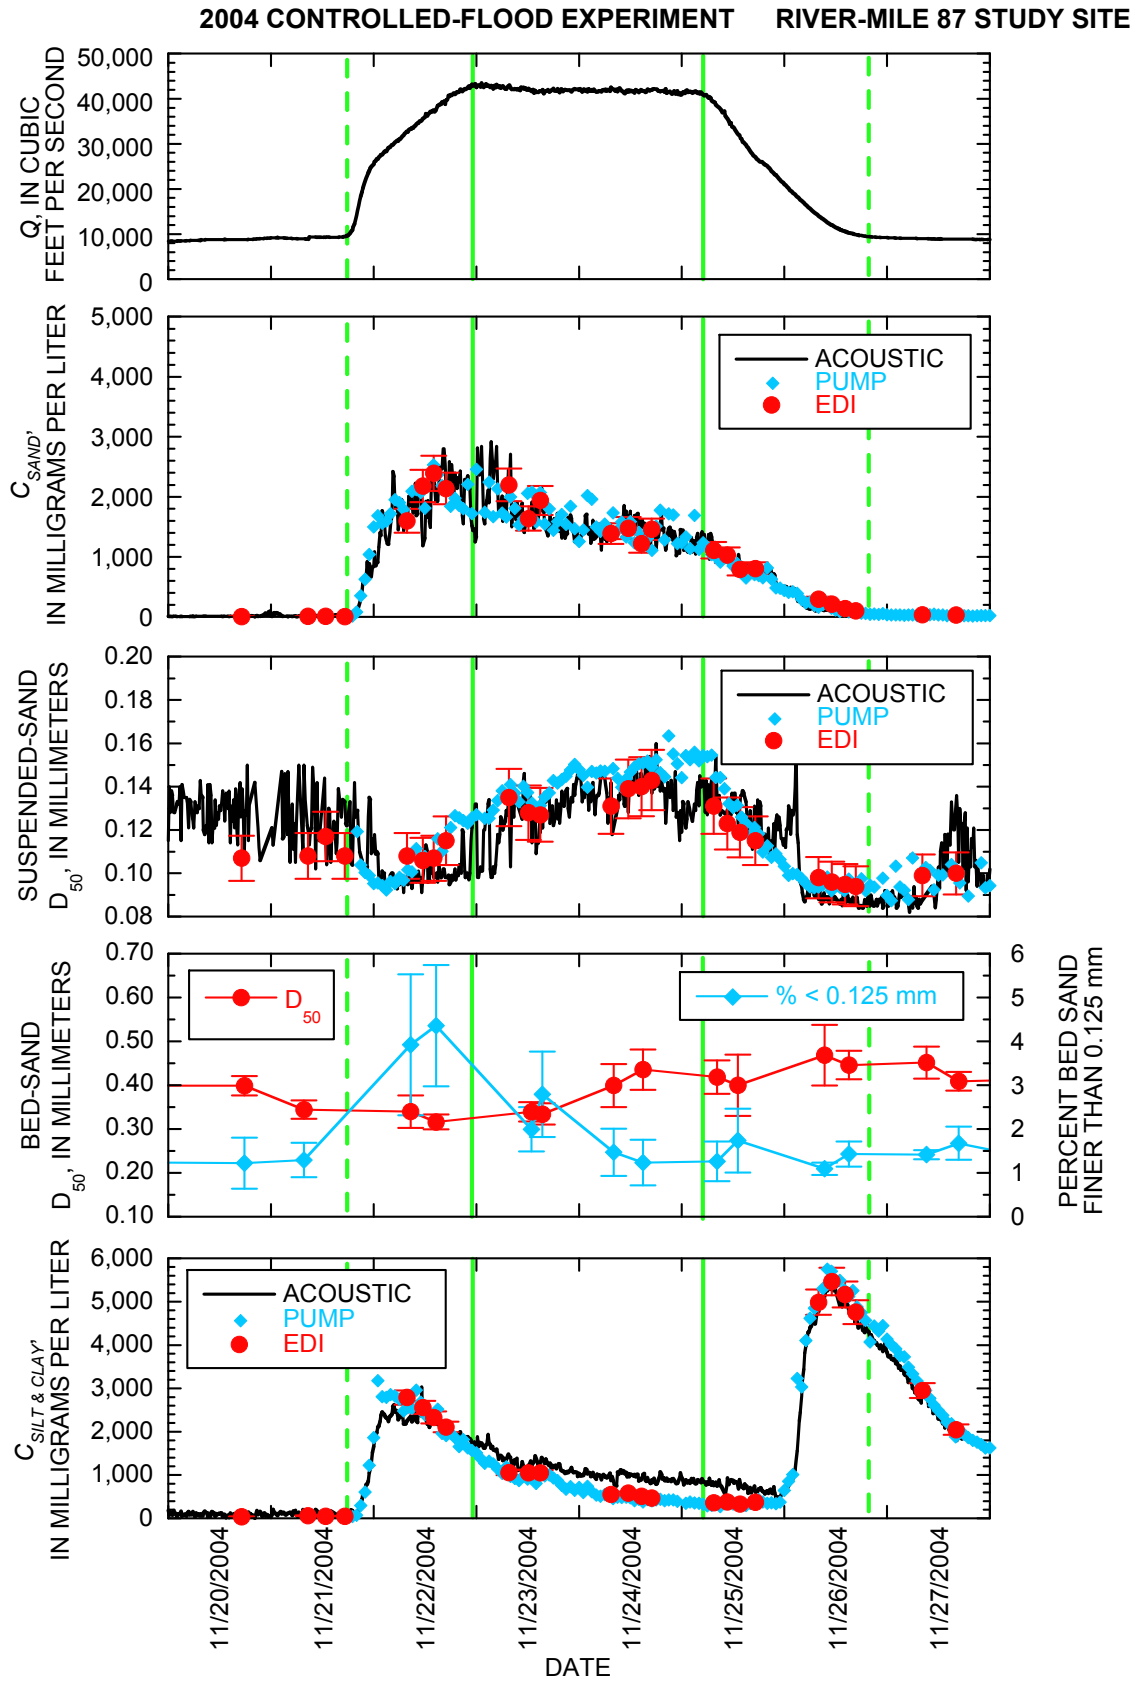 2004 CONTROLLED-FLOOD EXPERIMENT RIVER-MILE 87 STUDY SITE
Q, IN CUBIC
FEET PER SECOND
50,000
40,000
30,000
20,000
10,000
0
C SAND,
IN MILLIGRAMS PER LITER
5,000
4,000
3,000
2,000
1,000
0
ACOUSTIC
PUMP
EDI
SUSPENDED-SAND
D50, IN MILLIMETERS
0.20
0.18
0.16
0.14
0.12
0.10
0.08
ACOUSTIC
PUMP
EDI
BED-SAND
D50, IN MILLIMETERS
0.70
0.60
0.50
0.40
0.30
0.20
0.10
D50
% < 0.125 mm
6
5
4
3
2
1
0
PERCENT BED SAND
FINER THAN 0.125 mm
C SILT & CLAY,
IN MILLIGRAMS PER LITER
6,000
5,000
4,000
3,000
2,000
1,000
0
ACOUSTIC
PUMP
EDI
11/20/2004
11/21/2004
11/22/2004
11/23/2004
11/24/2004
11/25/2004
11/26/2004
11/27/2004
DATE